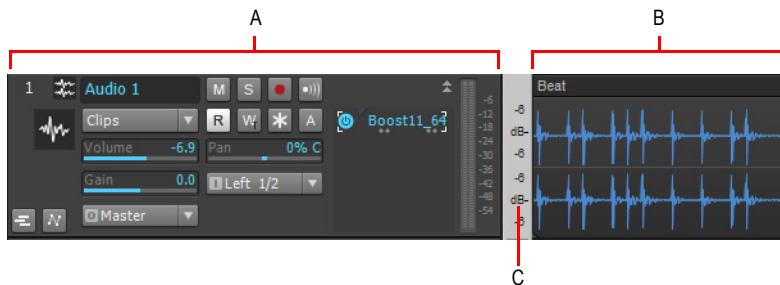 A
B
1 Audio 1 M S
Clips R W * A
Boost11_64
Volume -6.9 Pan 0% C
Gain 0.0 I Left 1/2
O Master
-6
-12
-18
-24
-30
-36
-42
-48
-54
-6
dB-
-6
-6
dB-
-6
Beat
C